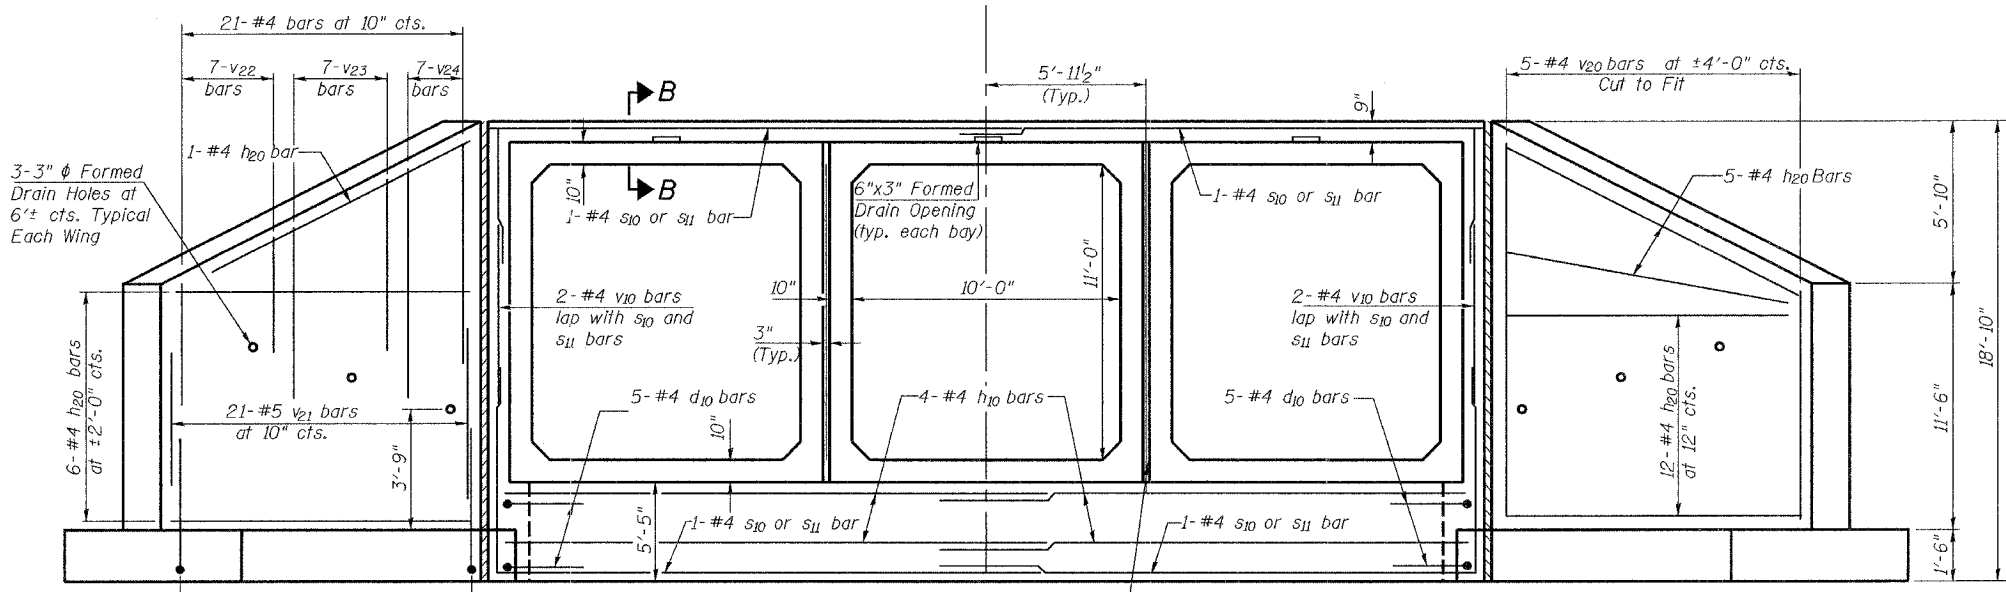 21- #4 bars at 10" cts.
7-v22
bars
7-v23
bars
7-v24
bars
1- #4 h20 bar
3-3" ϕ Formed
Drain Holes at
6'± cts. Typical
Each Wing
6- #4 h20 bars
at ±2'-0" cts.
21- #5 v21 bars
at 10" cts.
3'-9"
B
B
10"
1- #4 s10 or s11 bar
2- #4 v10 bars
lap with s10 and
s11 bars
5- #4 d10 bars
10"
5'-5"
1- #4 s10 or s11 bar
5'-11½"
(Typ.)
6"x3" Formed
Drain Opening
(typ. each bay)
10"
3"
(Typ.)
10'-0"
11'-0"
4- #4 h10 bars
9"
1- #4 s10 or s11 bar
2- #4 v10 bars
lap with s10 and
s11 bars
5- #4 d10 bars
1- #4 s10 or s11 bar
5- #4 v20 bars at ±4'-0" cts.
Cut to Fit
5- #4 h20 Bars
12- #4 h20 bars
at 12" cts.
5'-10"
11'-6"
1'-6"
18'-10"